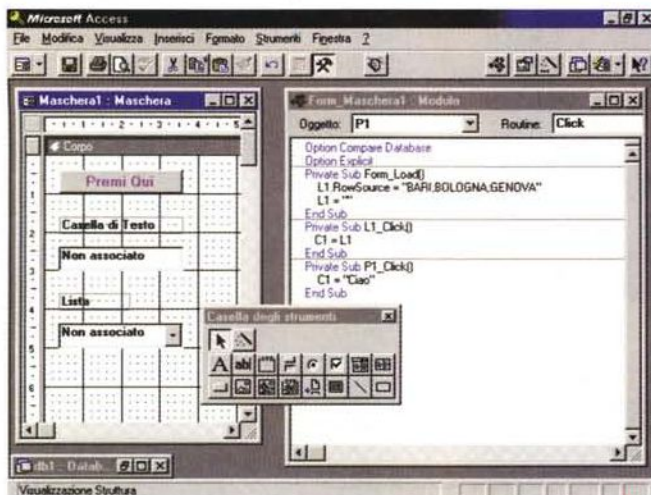 Microsoft Access
File Modifica Visualizza Inserisci Formato Strumenti Finestra ?
Maschera1 : Maschera
Corpo
Premi Qui
Casella di Testo
Non associato
Lista
Non associato
Form_Maschera1 : Modulo
Oggetto: P1 Routine: Click
Option Compare Database
Option Explicit
Private Sub Form_Load()
L1.RowSource = "BARI;BOLOGNA;GENOVA"
L1 = ""
End Sub
Private Sub L1_Click()
C1 = L1
End Sub
Private Sub P1_Click()
C1 = "Ciao"
End Sub
Casella degli strumenti
A abl
db1 : Datab...
Visualizzazione Struttura